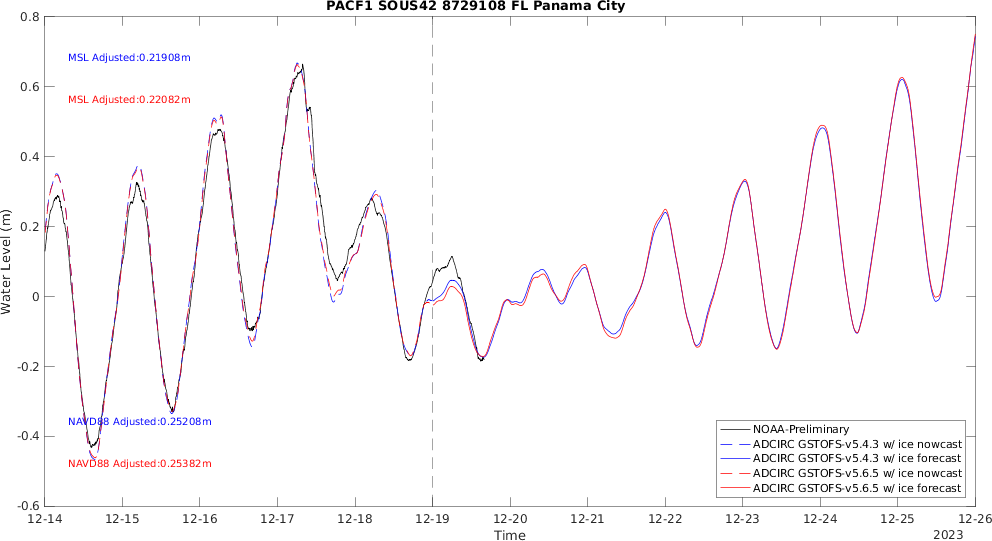 PACF1 SOUS42 8729108 FL Panama City
0.8
0.6
0.4
0.2
0
-0.2
-0.4
-0.6
Water Level (m)
MSL Adjusted:0.21908m
MSL Adjusted:0.22082m
NAVD88 Adjusted:0.25208m
NAVD88 Adjusted:0.25382m
NOAA-Preliminary
ADCIRC GSTOFS-v5.4.3 w/ ice nowcast
ADCIRC GSTOFS-v5.4.3 w/ ice forecast
ADCIRC GSTOFS-v5.6.5 w/ ice nowcast
ADCIRC GSTOFS-v5.6.5 w/ ice forecast
12-14 12-15 12-16 12-17 12-18 12-19 12-20 12-21 12-22 12-23 12-24 12-25 12-26
Time
2023